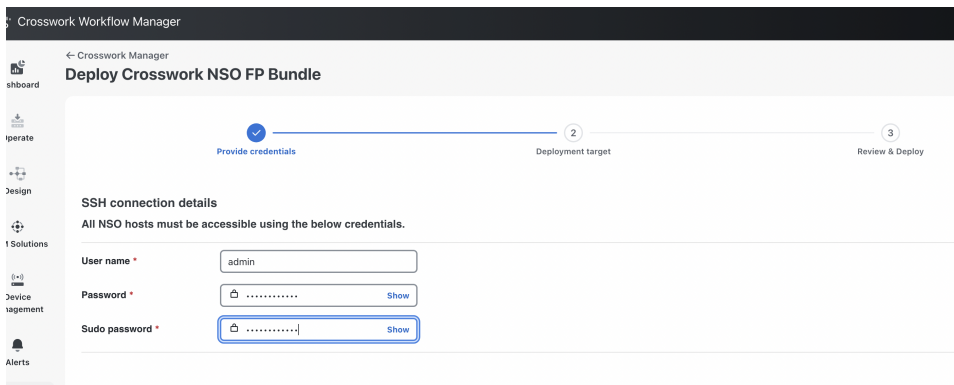 Crosswork Workflow Manager
← Crosswork Manager
Deploy Crosswork NSO FP Bundle
shboard
perate
Design
Solutions
Device
nagement
Alerts
2
3
Provide credentials
Deployment target
Review & Deploy
SSH connection details
All NSO hosts must be accessible using the below credentials.
User name *
admin
Password *
............ Show
Sudo password *
............ Show